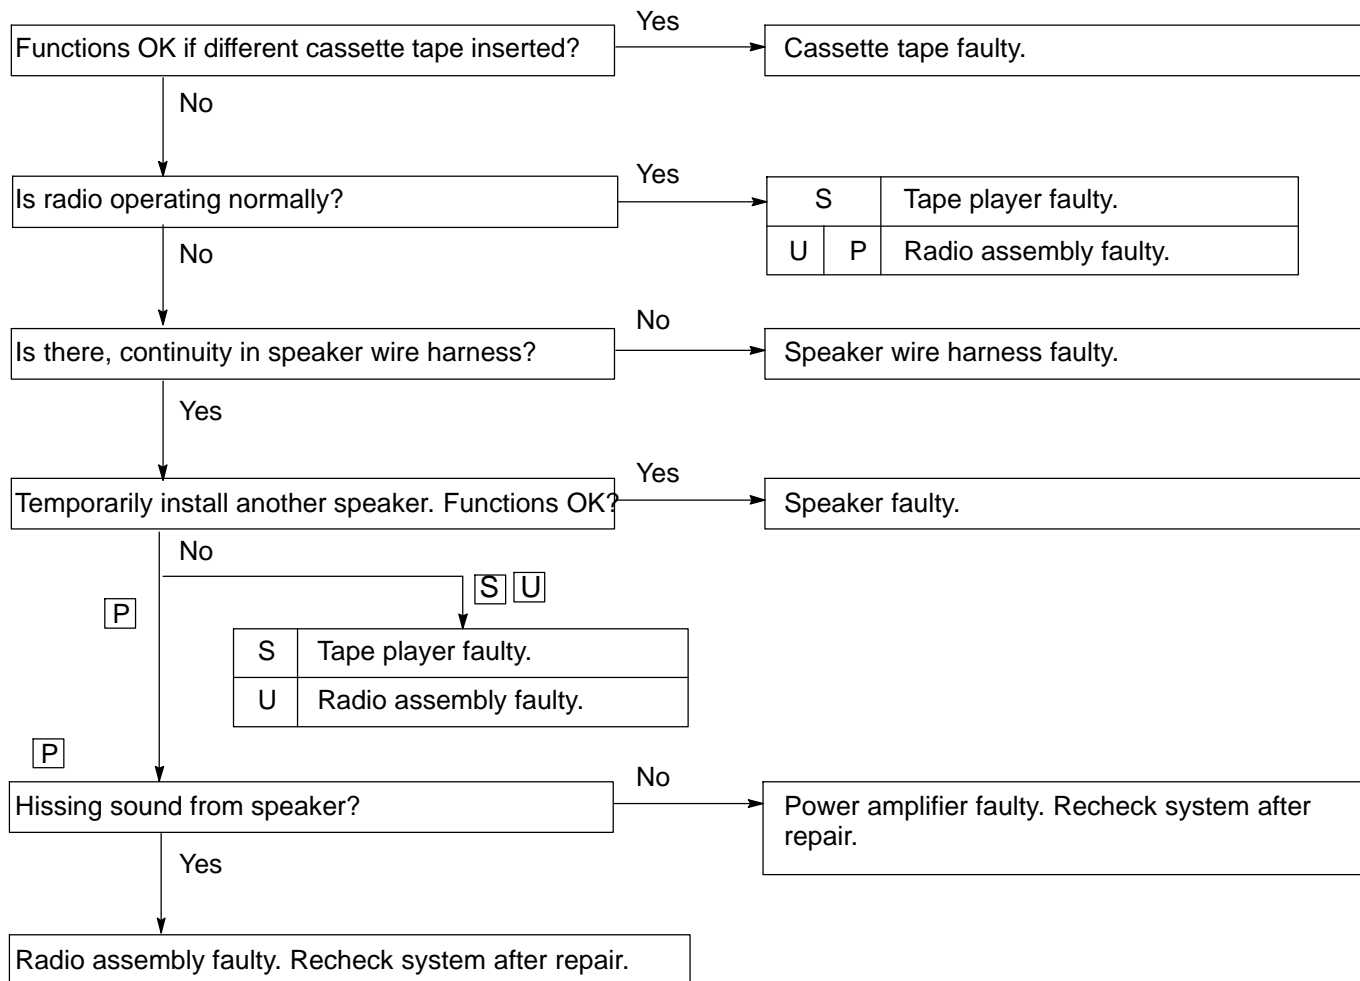 Yes
Functions OK if different cassette tape inserted?
Cassette tape faulty.
No
Yes
Is radio operating normally?
S Tape player faulty.
U P Radio assembly faulty.
No
No
Is there, continuity in speaker wire harness?
Speaker wire harness faulty.
Yes
Yes
Temporarily install another speaker. Functions OK?
Speaker faulty.
No
S U
P
S Tape player faulty.
U Radio assembly faulty.
P
No
Hissing sound from speaker?
Power amplifier faulty. Recheck system after
repair.
Yes
Radio assembly faulty. Recheck system after repair.